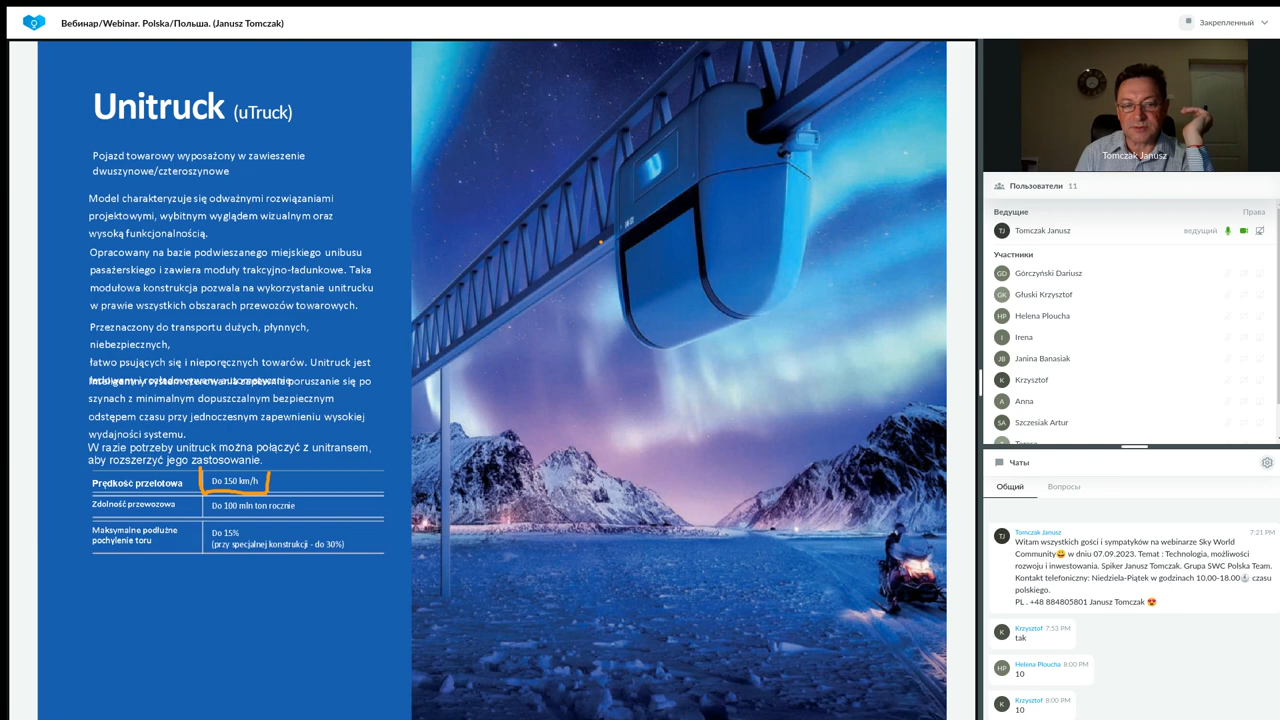 Вебинар/Webinar. Polska/Польша. (Janusz Tomczak)
Закрепленный
Unitruck (uTruck)
Pojazd towarowy wyposażony w zawieszenie
dwuszynowe/czteroszynowe
Model charakteryzuje się odważnymi rozwiązaniami
projektowymi, wybitnym wyglądem wizualnym oraz
wysoką funkcjonalnością.
Opracowany na bazie podwieszanego miejskiego unibusu
pasażerskiego i zawiera moduły trakcyjno-ładunkowe. Taka
modułowa konstrukcja pozwala na wykorzystanie unitrucku
w prawie wszystkich obszarach przewozów towarowych.
Przeznaczony do transportu dużych, płynnych,
niebezpiecznych,
łatwo psujących się i nieporęcznych towarów. Unitruck jest
poruszanie się po
szynach z minimalnym dopuszczalnym bezpiecznym
odstępem czasu przy jednoczesnym zapewnieniu wysokiej
wydajności systemu.
W razie potrzeby unitruck można połączyć z unitransem,
aby rozszerzyć jego zastosowanie.
Prędkość przelotowa Do 150 km/h
Zdolność przewozowa Do 100 mln ton rocznie
Maksymalne podłużne
pochylenie toru
Do 15%
(przy specjalnej konstrukcji - do 30%)
Tomczak Janusz
Пользователи 11
Ведущие Права
TJ Tomczak Janusz ведущий
Участники
GD Górczyński Dariusz
GK Głuski Krzysztof
HP Helena Ploucha
I Irena
JB Janina Banasiak
K Krzysztof
A Anna
SA Szczesiak Artur
Чаты
Общий Вопросы
TJ Tomczak Janusz 7:21 PM
Witam wszystkich gości i sympatyków na webinarze Sky World
Community😃 w dniu 07.09.2023. Temat : Technologia, możliwości
rozwoju i inwestowania. Spiker Janusz Tomczak. Grupa SWC Polska Team.
Kontakt telefoniczny: Niedziela-Piątek w godzinach 10.00-18.00 czasu
polskiego.
PL . +48 884805801 Janusz Tomczak 😍
K Krzysztof 7:53 PM
tak
HP Helena Ploucha 8:00 PM
10
K Krzysztof 8:00 PM
10